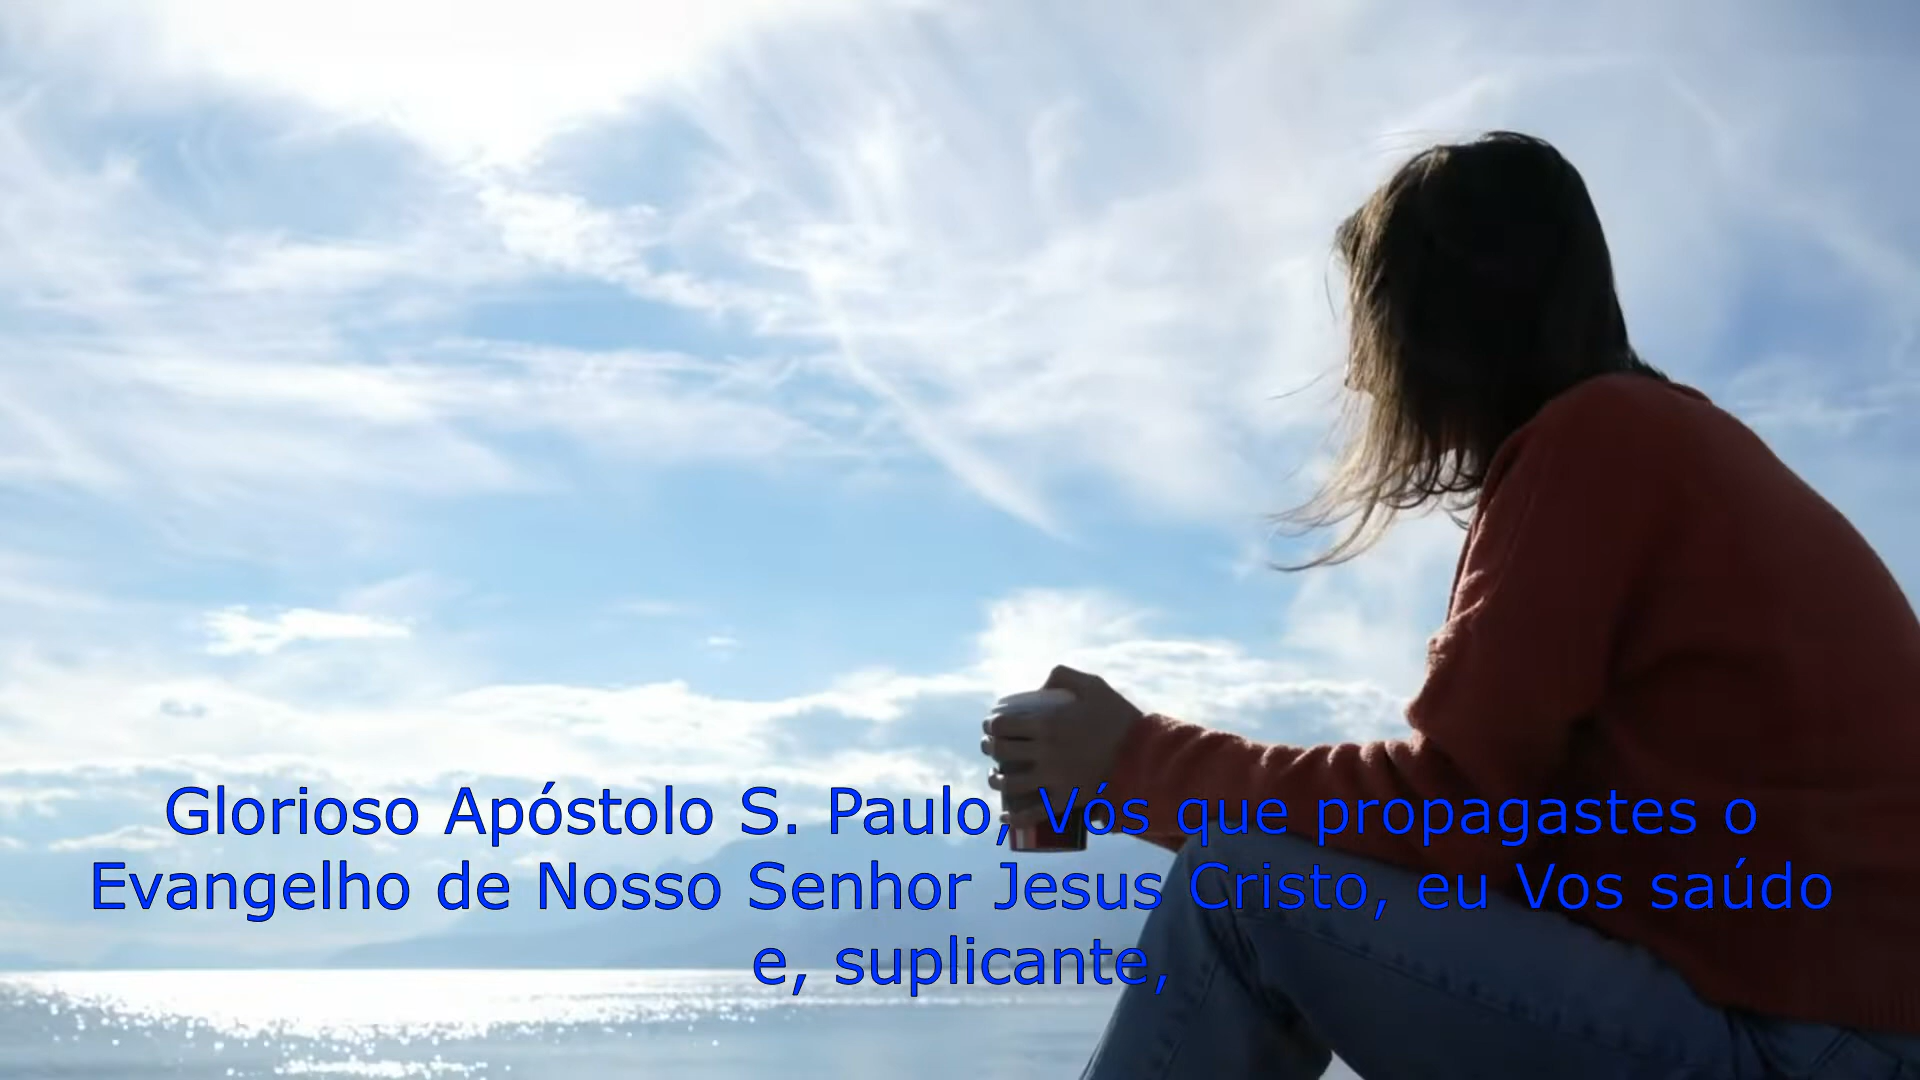 Glorioso Apóstolo S. Paulo, Vós que propagastes o
Evangelho de Nosso Senhor Jesus Cristo, eu Vos saúdo
e, suplicante,